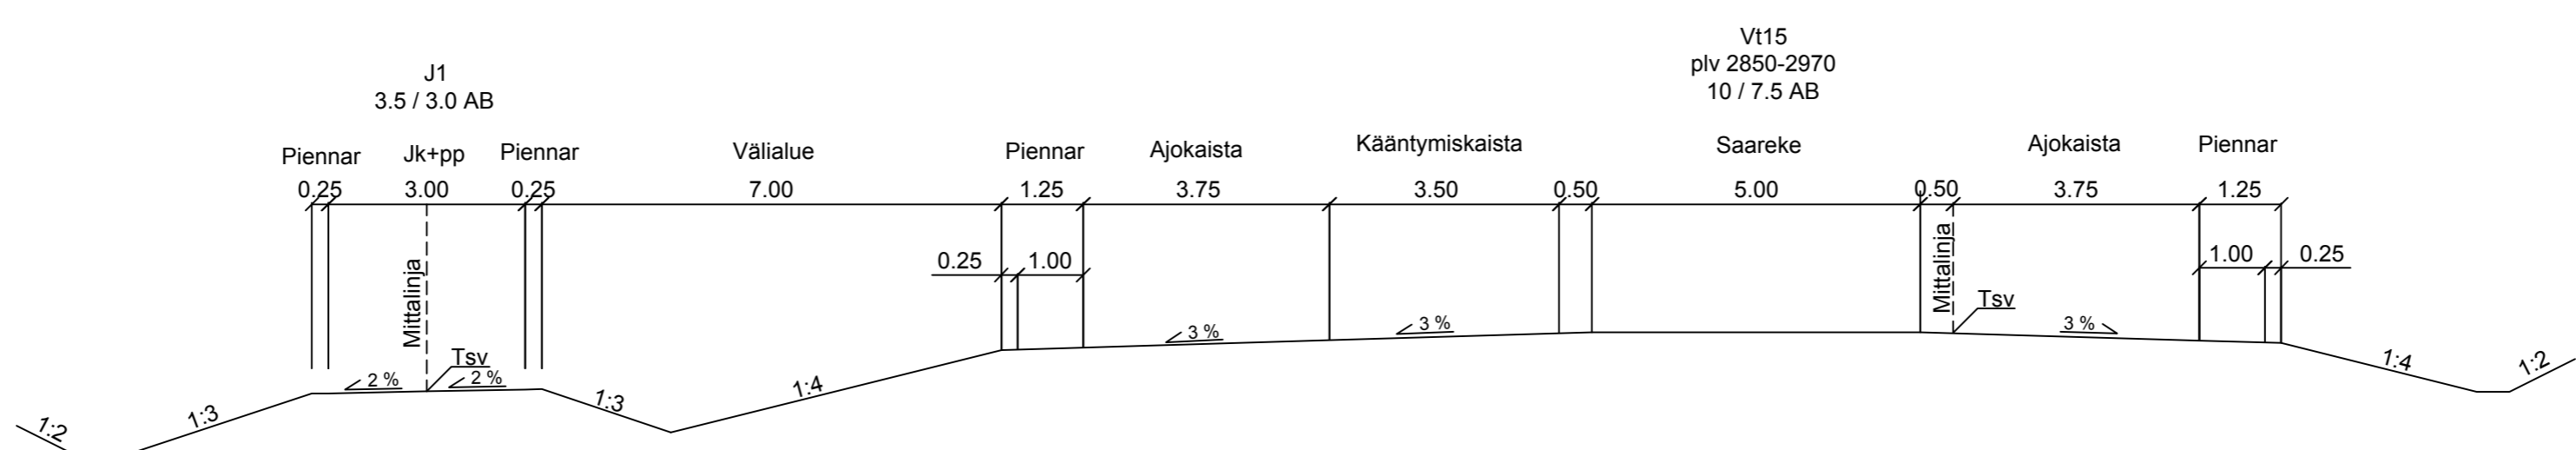 Vt15
plv 2850-2970
10 / 7.5 AB
J1
3.5 / 3.0 AB
Piennar Jk+pp Piennar Välialue Piennar Ajokaista Kääntymiskaista Saareke Ajokaista Piennar
0.25 3.00 0.25 7.00 1.25 3.75 3.50 0.50 5.00 0.50 3.75 1.25
0.25 1.00 1.00 0.25
Mittalinja Mittalinja
Tsv
3 % 3 % 3 %
Tsv
2 % 2 %
1:2 1:3 1:3 1:4 1:4 1:2